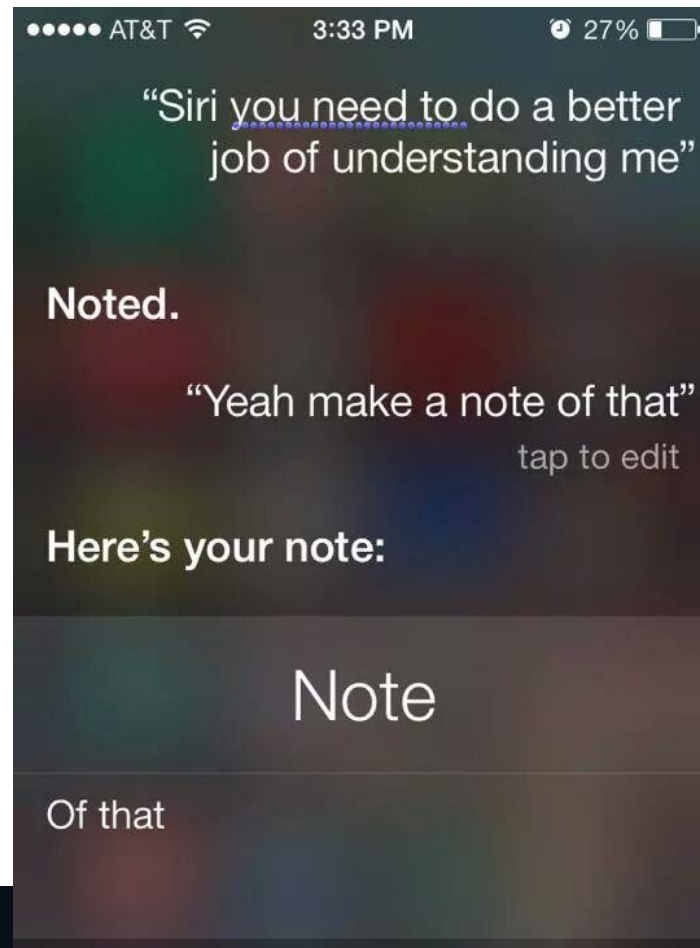 AT&T 3:33 PM 27%
“Siri you need to do a better
job of understanding me”
Noted.
“Yeah make a note of that”
tap to edit
Here’s your note:
Note
Of that